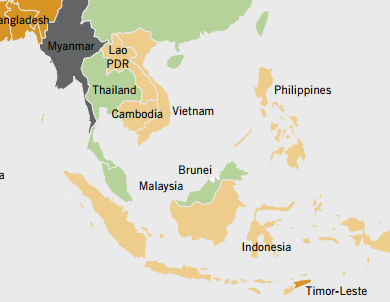 angladesh
Myanmar
Lao
PDR
Thailand
Cambodia
Vietnam
Philippines
a
Brunei
Malaysia
Indonesia
Timor-Leste